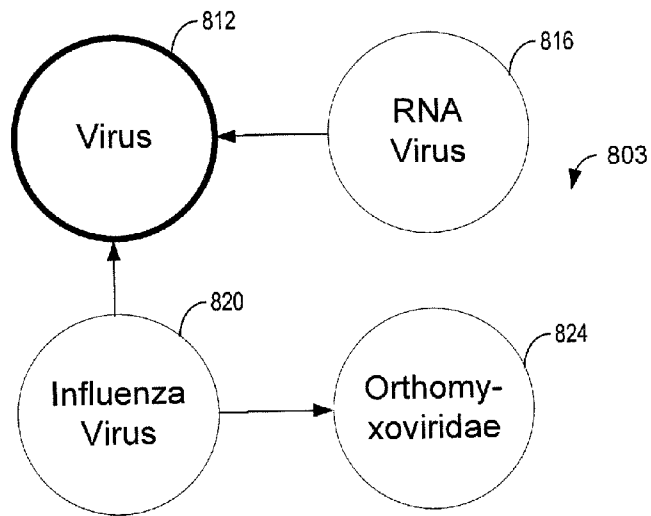 812
816
Virus
RNA
Virus
803
820
824
Influenza
Virus
Orthomy-
xoviridae